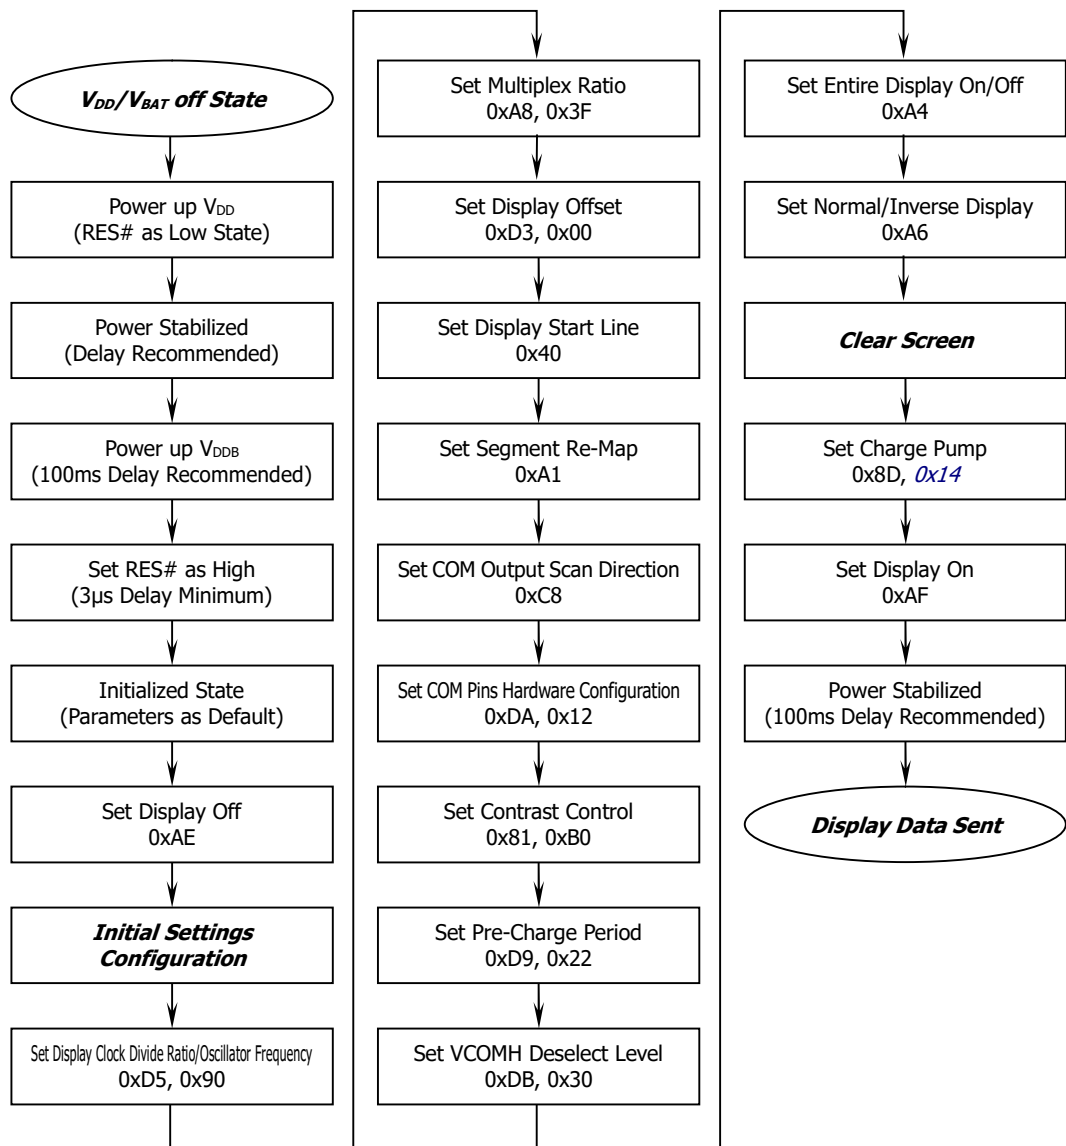 VDD/VBAT off State
Power up VDD
(RES# as Low State)
Power Stabilized
(Delay Recommended)
Power up VDDB
(100ms Delay Recommended)
Set RES# as High
(3μs Delay Minimum)
Initialized State
(Parameters as Default)
Set Display Off
0xAE
Initial Settings
Configuration
Set Display Clock Divide Ratio/Oscillator Frequency
0xD5, 0x90
Set Multiplex Ratio
0xA8, 0x3F
Set Display Offset
0xD3, 0x00
Set Display Start Line
0x40
Set Segment Re-Map
0xA1
Set COM Output Scan Direction
0xC8
Set COM Pins Hardware Configuration
0xDA, 0x12
Set Contrast Control
0x81, 0xB0
Set Pre-Charge Period
0xD9, 0x22
Set VCOMH Deselect Level
0xDB, 0x30
Set Entire Display On/Off
0xA4
Set Normal/Inverse Display
0xA6
Clear Screen
Set Charge Pump
0x8D, 0x14
Set Display On
0xAF
Power Stabilized
(100ms Delay Recommended)
Display Data Sent